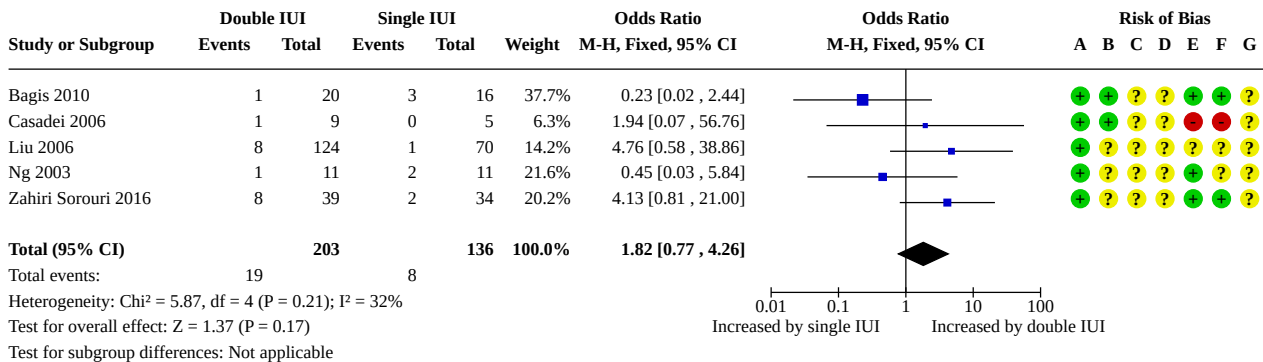 Double IUI Single IUI Odds Ratio Odds Ratio Risk of Bias
Study or Subgroup Events Total Events Total Weight M-H, Fixed, 95% CI M-H, Fixed, 95% CI A B C D E F G
Bagis 2010 1 20 3 16 37.7% 0.23 [0.02 , 2.44] + + ? ? + + ?
Casadei 2006 1 9 0 5 6.3% 1.94 [0.07 , 56.76] + + ? ? - - ?
Liu 2006 8 124 1 70 14.2% 4.76 [0.58 , 38.86] + ? ? ? ? ? ?
Ng 2003 1 11 2 11 21.6% 0.45 [0.03 , 5.84] + ? ? ? + ? ?
Zahiri Sorouri 2016 8 39 2 34 20.2% 4.13 [0.81 , 21.00] + ? ? ? + + ?
Total (95% CI) 203 136 100.0% 1.82 [0.77 , 4.26]
Total events: 19 8
Heterogeneity: Chi² = 5.87, df = 4 (P = 0.21); I² = 32%
0.01 0.1 1 10 100
Test for overall effect: Z = 1.37 (P = 0.17)
Increased by single IUI Increased by double IUI
Test for subgroup differences: Not applicable